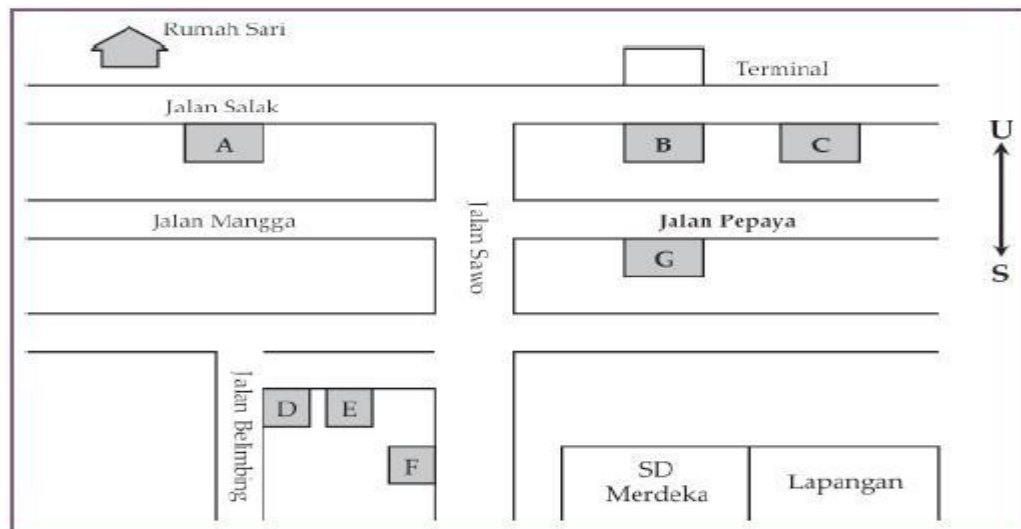 Rumah Sari
Terminal
Jalan Salak
A
B
C
U
Jalan Mangga
Jalan Sawo
Jalan Pepaya
G
S
Jalan Belimbing
D
E
F
SD
Merdeka
Lapangan